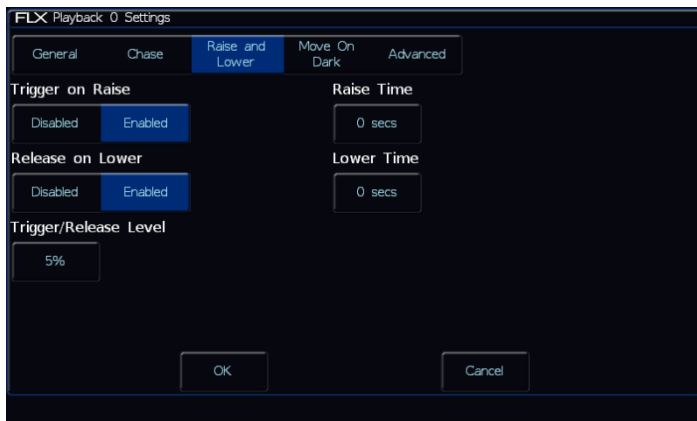 FLX Playback 0 Settings
General Chase Raise and Lower Move On Dark Advanced
Trigger on Raise Raise Time
Disabled Enabled 0 secs
Release on Lower Lower Time
Disabled Enabled 0 secs
Trigger/Release Level
5%
OK Cancel